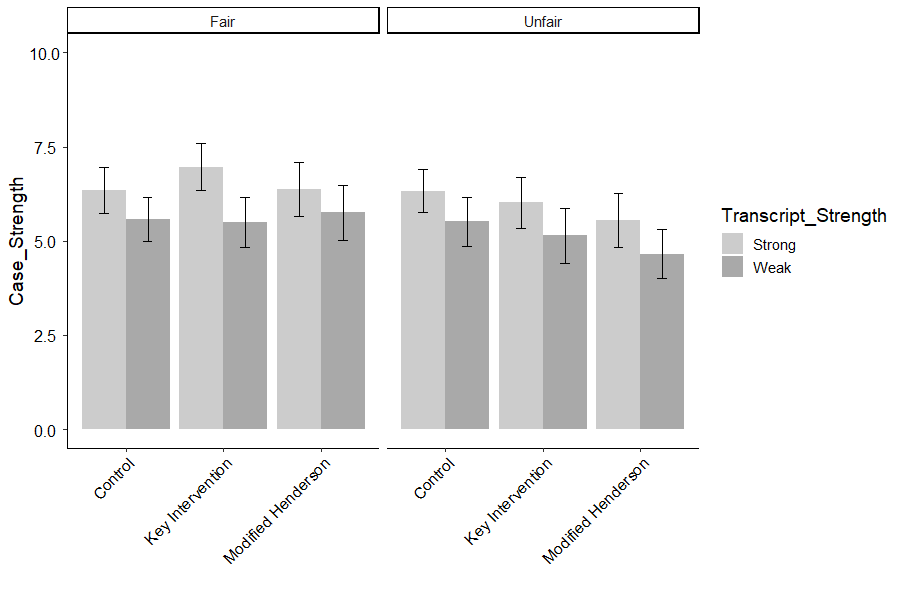 Fair
Unfair
10.0
7.5
5.0
2.5
0.0
Case_Strength
Control
Key Intervention
Modified Henderson
Control
Key Intervention
Modified Henderson
Transcript_Strength
Strong
Weak